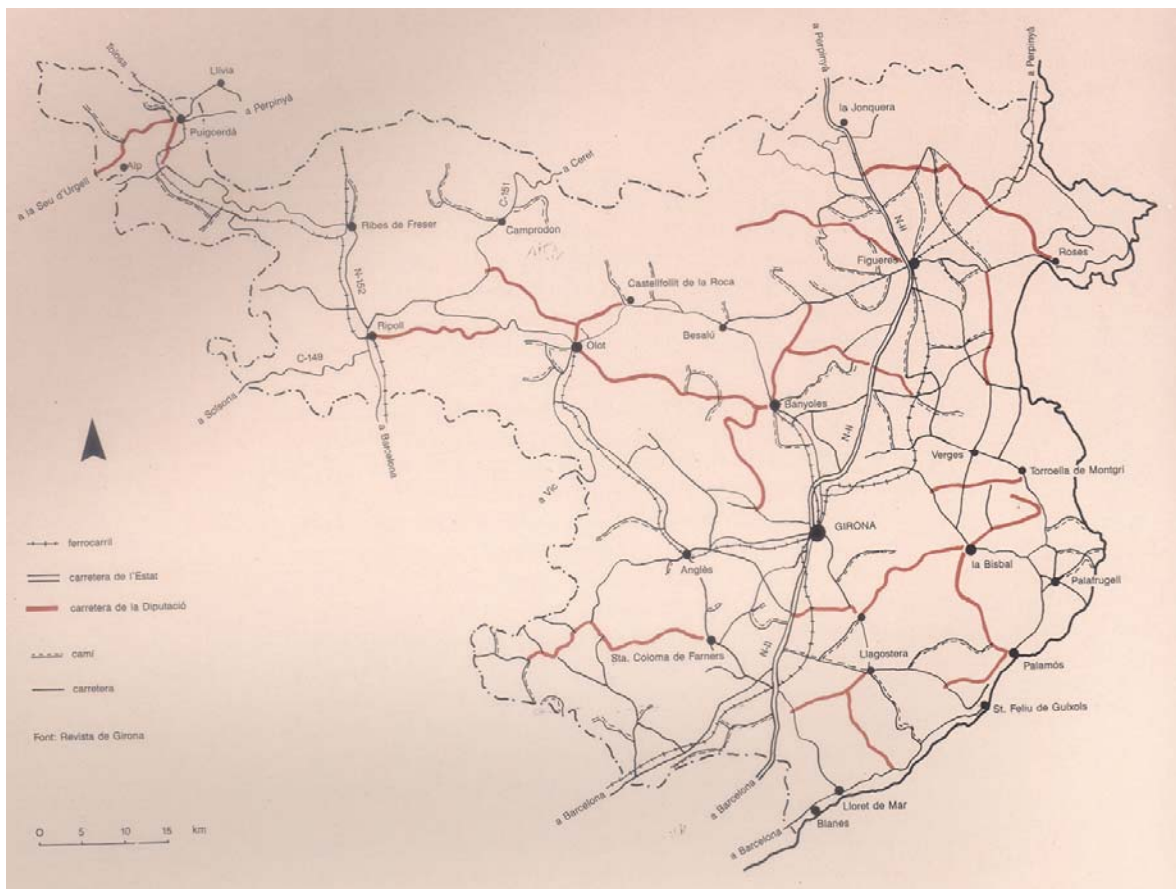 Tolosa
Llívia
a Perpinyà
Puigcerdà
Alp
a la Seu d'Urgell
a Perpinyà
a Perpinyà
la Jonquera
a Ceret
C-151
Camprodon
Ribes de Freser
N-152
N-II
Figueres
Roses
Castellfollit de la Roca
Besalú
Ripoll
Olot
C-149
a Solsona
a Barcelona
Banyoles
N-II
Verges
Torroella de Montgrí
a Vic
GIRONA
la Bisbal
Anglès
Palafrugell
ferrocarril
carretera de l'Estat
carretera de la Diputació
camí
carretera
Font: Revista de Girona
Sta. Coloma de Farners
N-II
Llagostera
Palamós
St. Feliu de Guíxols
a Barcelona
a Barcelona
Lloret de Mar
Blanes
a Barcelona
0 5 10 15 km